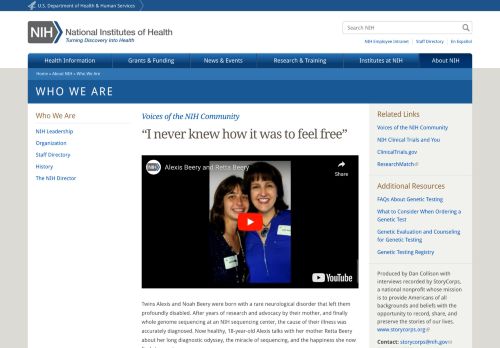 U.S. Department of Health & Human Services
Search NIH
NIH
National Institutes of Health
Turning Discovery Into Health
NIH Employee Intranet | Staff Directory | En Español
Health Information
Grants & Funding
News & Events
Research & Training
Institutes at NIH
About NIH
Home » About NIH » Who We Are
WHO WE ARE
Who We Are
NIH Leadership
Organization
Staff Directory
History
The NIH Director
Voices of the NIH Community
“I never knew how it was to feel free”
NIH
Alexis Beery and Retta Beery
Share
YouTube
Twins Alexis and Noah Beery were born with a rare neurological disorder that left them
profoundly disabled. After years of research and advocacy by their mother, and finally
whole genome sequencing at an NIH sequencing center, the cause of their illness was
accurately diagnosed. Now healthy, 18-year-old Alexis talks with her mother Retta Beery
about her long diagnostic odyssey, the miracle of sequencing, and the happiness she now
Related Links
Voices of the NIH Community
NIH Clinical Trials and You
ClinicalTrials.gov
ResearchMatch
Additional Resources
FAQs About Genetic Testing
What to Consider When Ordering a
Genetic Test
Genetic Evaluation and Counseling
for Genetic Testing
Genetic Testing Registry
Produced by Dan Collison with
interviews recorded by StoryCorps,
a national nonprofit whose mission
is to provide Americans of all
backgrounds and beliefs with the
opportunity to record, share, and
preserve the stories of our lives.
www.storycorps.org
Contact: storycorps@nih.gov